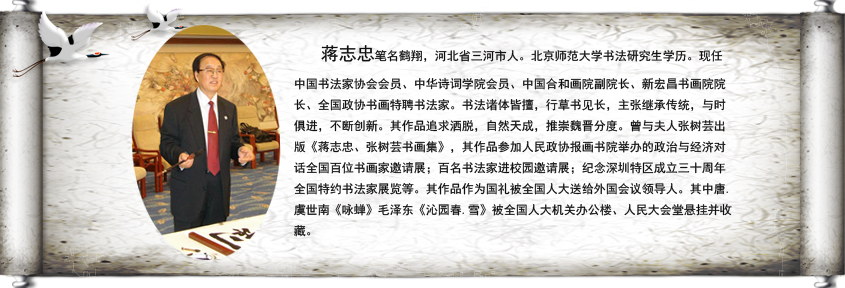 蒋志忠笔名鹤翔，河北省三河市人。北京师范大学书法研究生学历。现任
中国书法家协会会员、中华诗词学院会员、中国合和画院副院长、新宏昌书画院院
长、全国政协书画特聘书法家。书法诸体皆擅，行草书见长，主张继承传统，与时
俱进，不断创新。其作品追求洒脱，自然天成，推崇魏晋分度。曾与夫人张树芸出
版《蒋志忠、张树芸书画集》，其作品参加人民政协报画书院举办的政治与经济对
话全国百位书画家邀请展；百名书法家进校园邀请展；纪念深圳特区成立三十周年
全国特约书法家展览等。其作品作为国礼被全国人大送给外国会议领导人。其中唐.
虞世南《咏蝉》毛泽东《沁园春.雪》被全国人大机关办公楼、人民大会堂悬挂并收
藏。